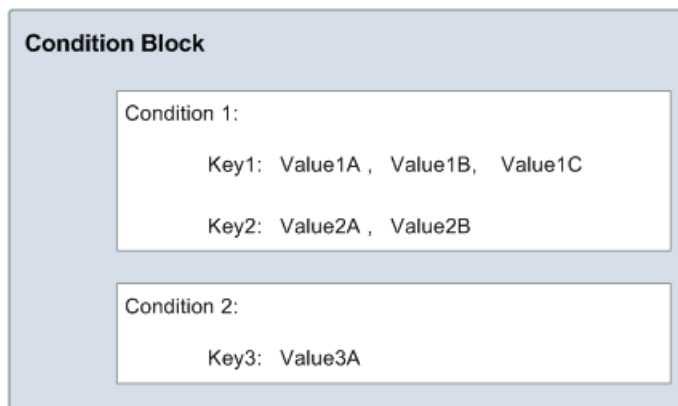 Condition Block
Condition 1:
Key1: Value1A , Value1B, Value1C
Key2: Value2A , Value2B
Condition 2:
Key3: Value3A